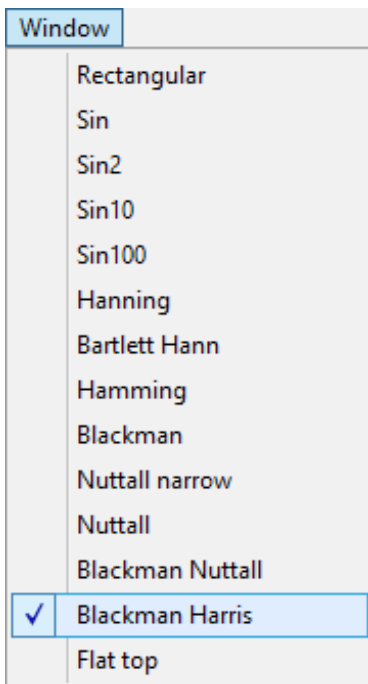 Window
Rectangular
Sin
Sin2
Sin10
Sin100
Hanning
Bartlett Hann
Hamming
Blackman
Nuttall narrow
Nuttall
Blackman Nuttall
Blackman Harris
Flat top